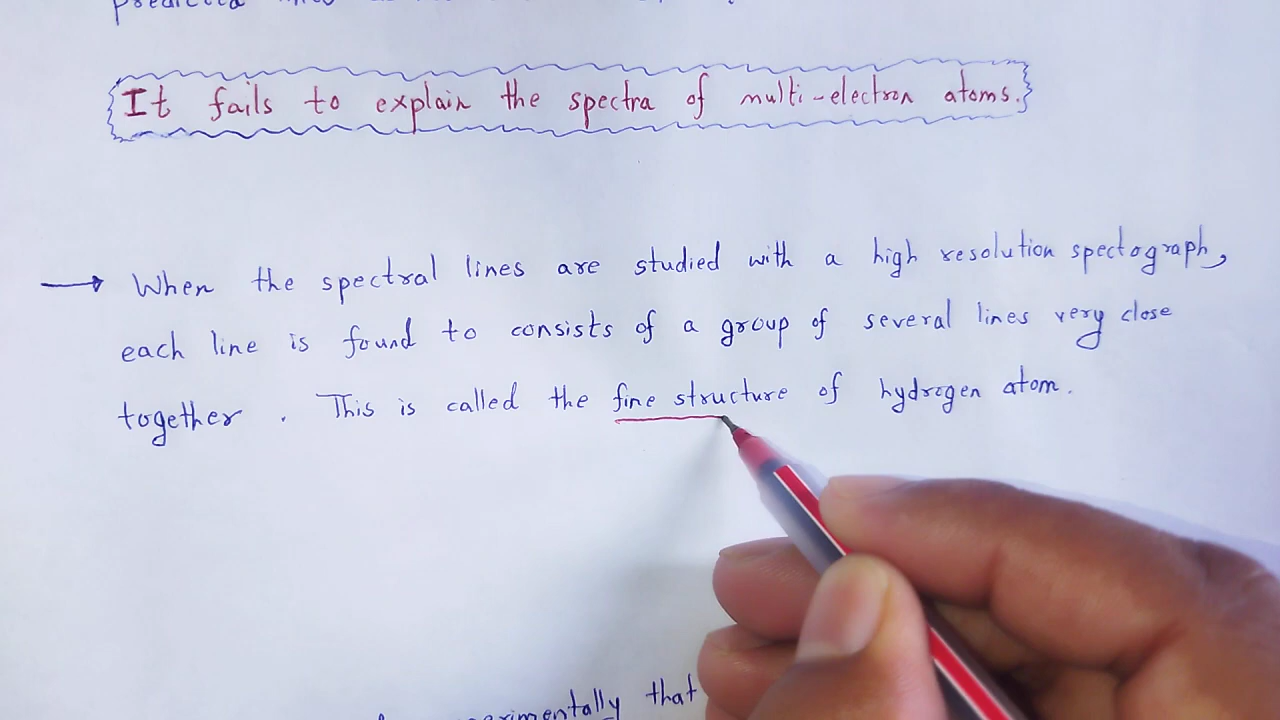 It fails to explain the spectra of multi-electron atoms.
→ When the spectral lines are studied with a high resolution spectograph,
each line is found to consists of a group of several lines very close
together. This is called the fine structure of hydrogen atom.
that